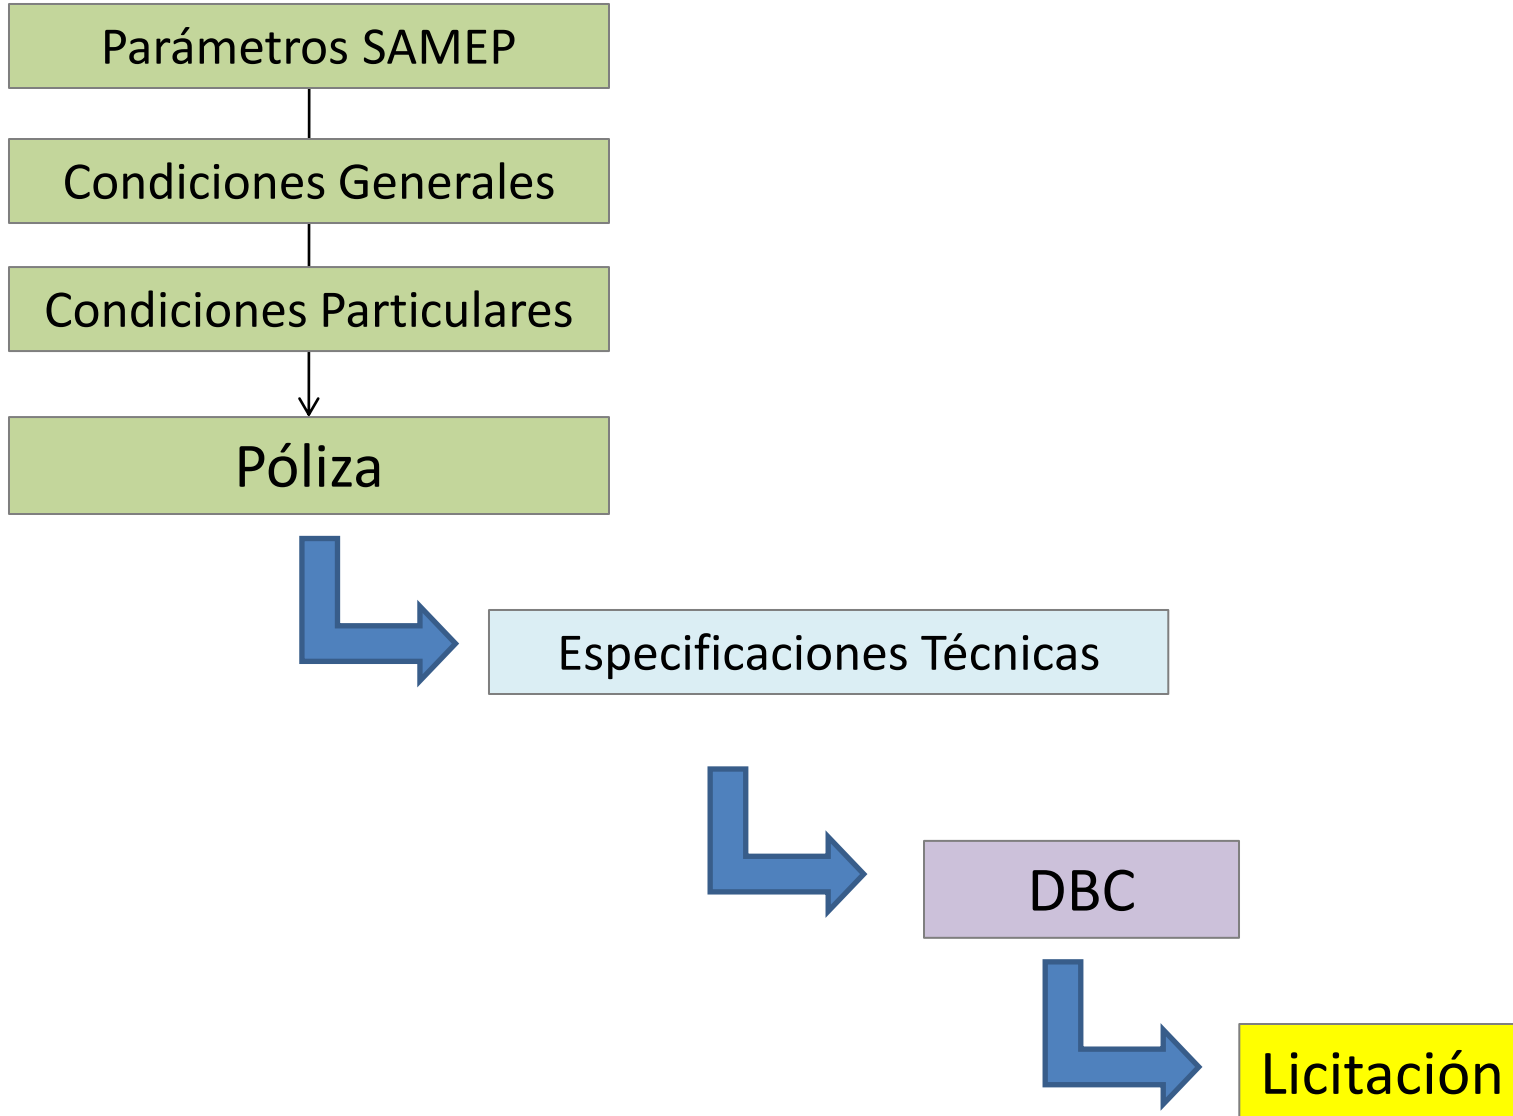 Parámetros SAMEP
Condiciones Generales
Condiciones Particulares
Póliza
Especificaciones Técnicas
DBC
Licitación